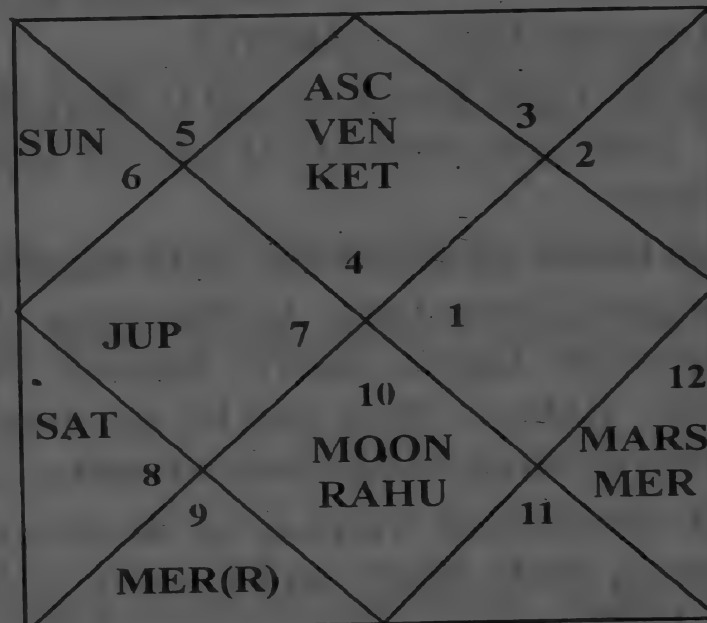 ASC
VEN
KET
3
2
SUN
5
6
4
JUP
7
1
10
12
SAT
MOON
RAHU
MARS
MER
8
9
11
MER(R)